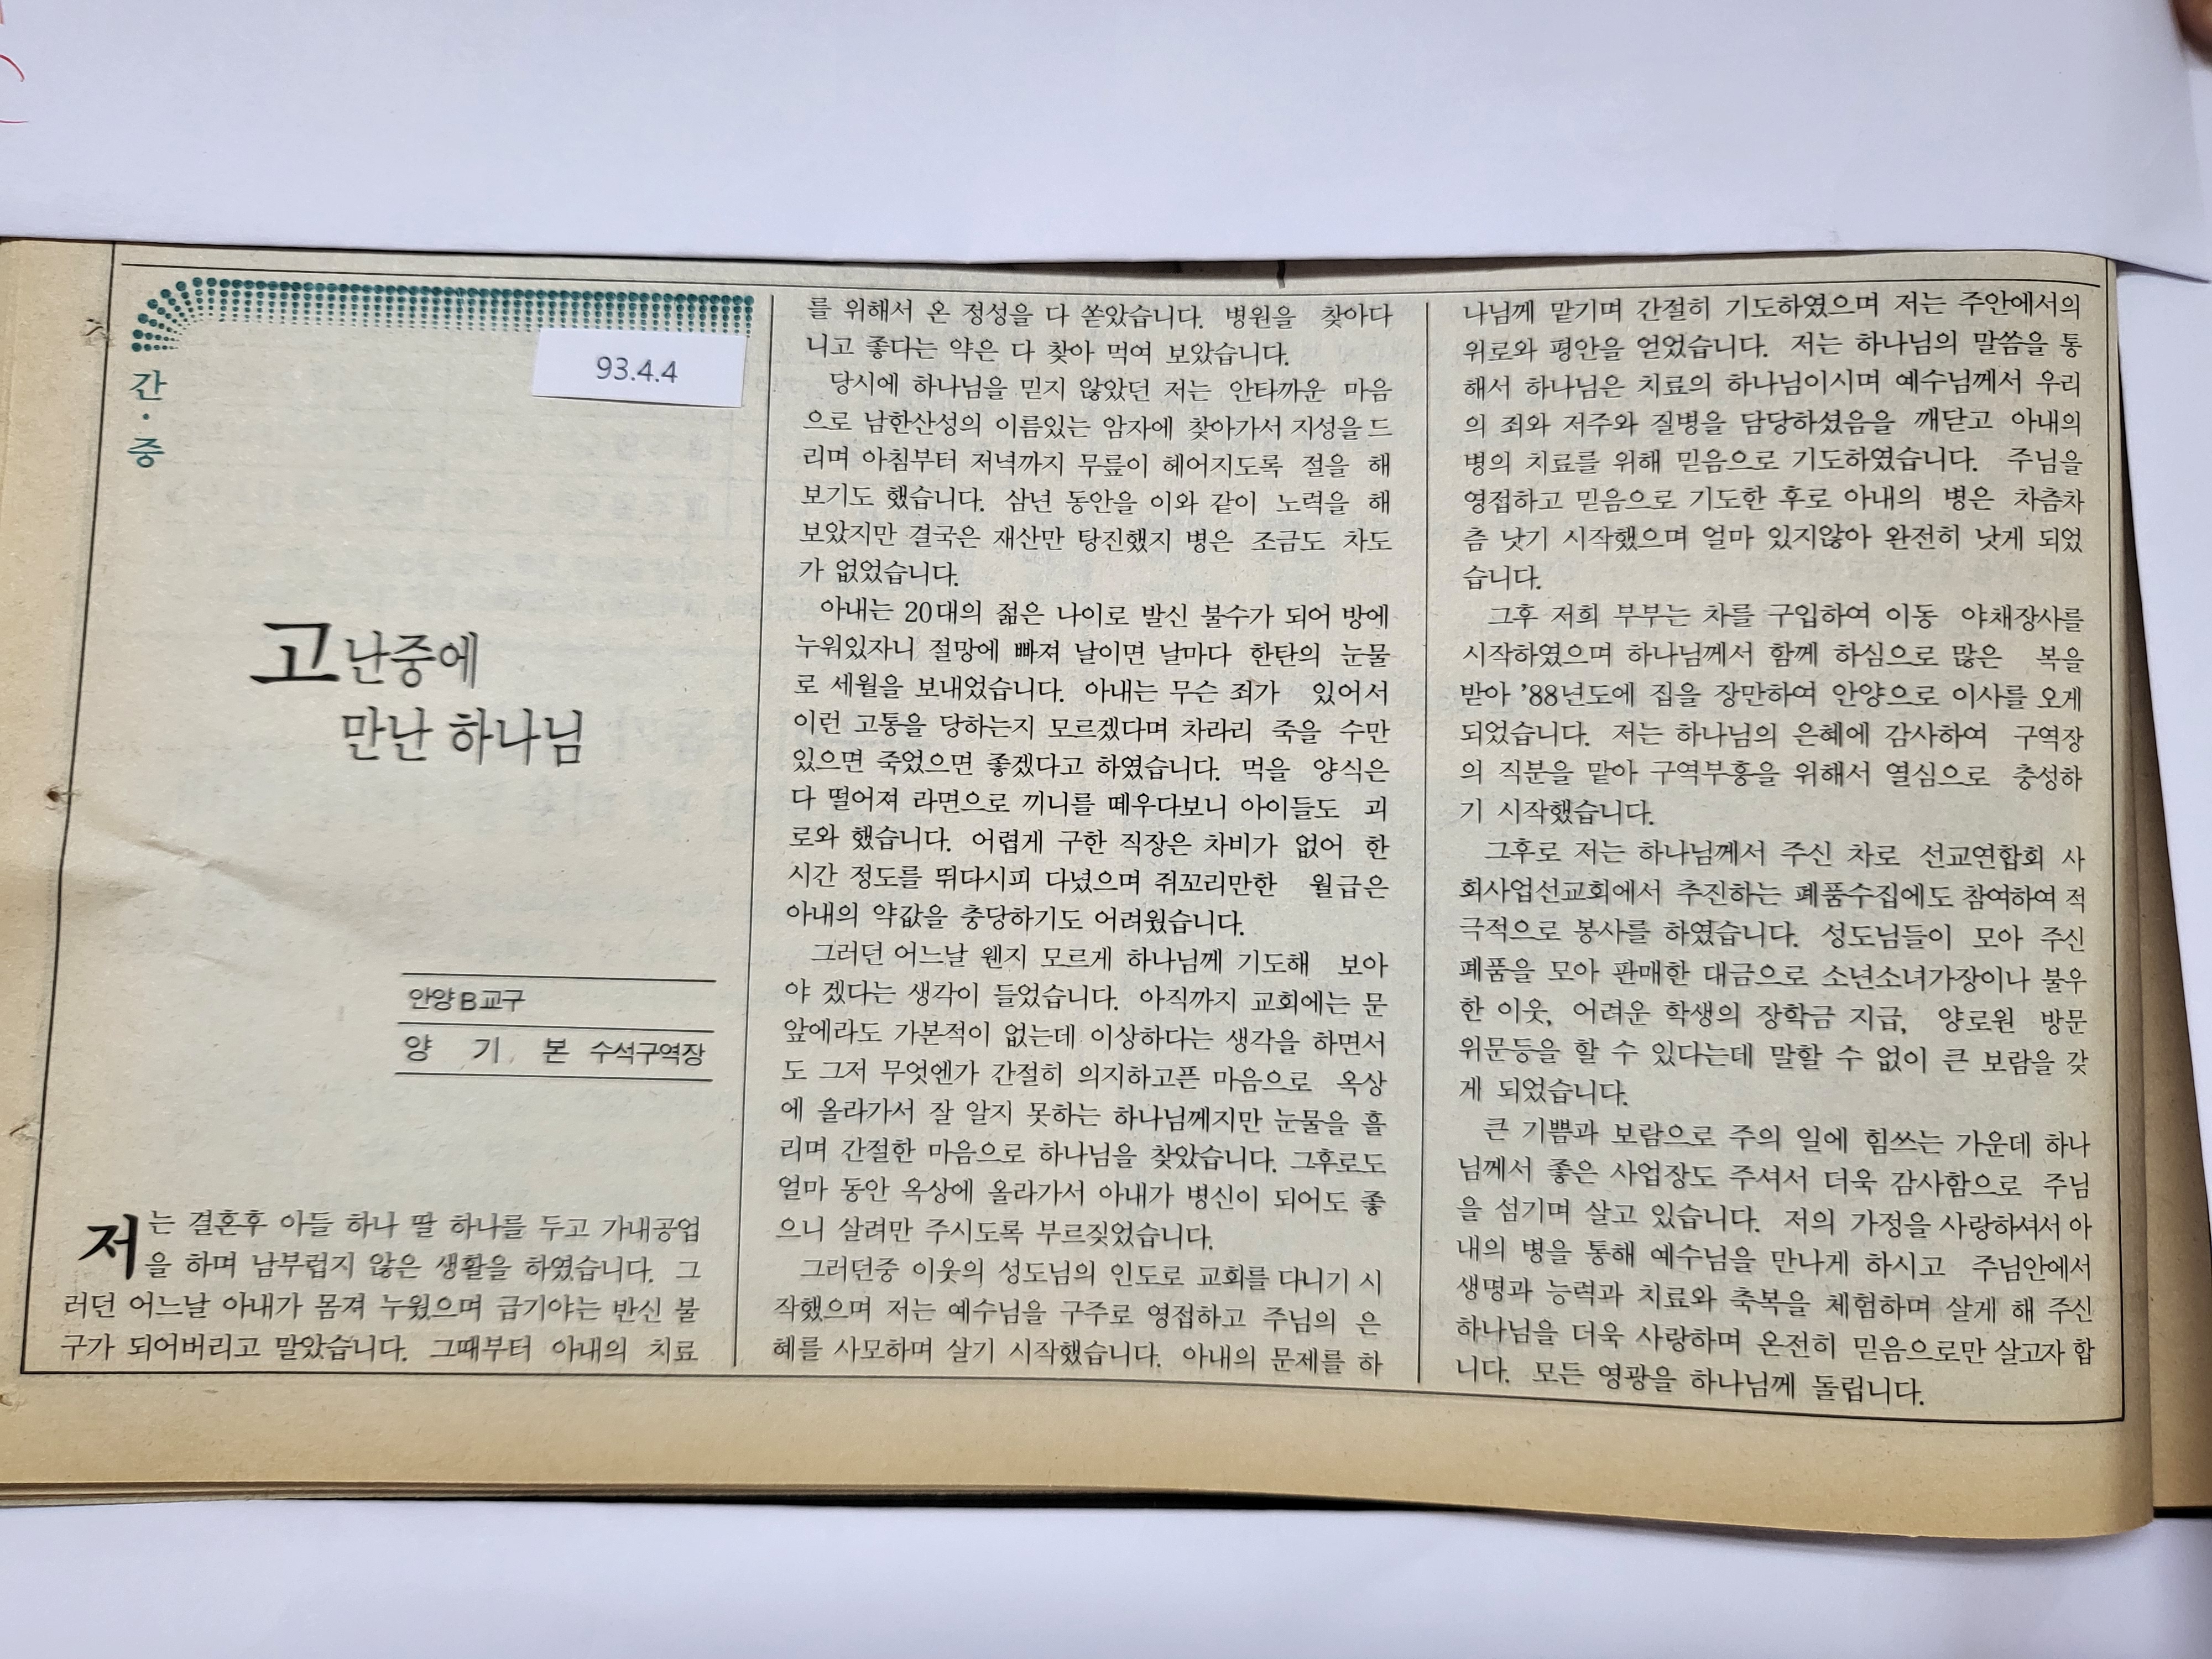 간·증
93.4.4
고난중에
만난 하나님
안양B교구
양 기 본 수석구역장
저는 결혼후 아들 하나 딸 하나를 두고 가내공업
을 하며 남부럽지 않은 생활을 하였습니다. 그
러던 어느날 아내가 몸져 누웠으며 급기야는 반신 불
구가 되어버리고 말았습니다. 그때부터 아내의 치료
를 위해서 온 정성을 다 쏟았습니다. 병원을 찾아다
니고 좋다는 약은 다 찾아 먹여 보았습니다.
당시에 하나님을 믿지 않았던 저는 안타까운 마음
으로 남한산성의 이름있는 암자에 찾아가서 지성을 드
리며 아침부터 저녁까지 무릎이 헤어지도록 절을 해
보기도 했습니다. 삼년 동안을 이와 같이 노력을 해
보았지만 결국은 재산만 탕진했지 병은 조금도 차도
가 없었습니다.
아내는 20대의 젊은 나이로 발신 불수가 되어 방에
누워있자니 절망에 빠져 날이면 날마다 한탄의 눈물
로 세월을 보내었습니다. 아내는 무슨 죄가 있어서
이런 고통을 당하는지 모르겠다며 차라리 죽을 수만
있으면 죽었으면 좋겠다고 하였습니다. 먹을 양식은
다 떨어져 라면으로 끼니를 떼우다보니 아이들도 괴
로와 했습니다. 어렵게 구한 직장은 차비가 없어 한
시간 정도를 뛰다시피 다녔으며 쥐꼬리만한 월급은
아내의 약값을 충당하기도 어려웠습니다.
그러던 어느날 웬지 모르게 하나님께 기도해 보아
야 겠다는 생각이 들었습니다. 아직까지 교회에는 문
앞에라도 가본적이 없는데 이상하다는 생각을 하면서
도 그저 무엇엔가 간절히 의지하고픈 마음으로 옥상
에 올라가서 잘 알지 못하는 하나님께지만 눈물을 흘
리며 간절한 마음으로 하나님을 찾았습니다. 그후로도
얼마 동안 옥상에 올라가서 아내가 병신이 되어도 좋
으니 살려만 주시도록 부르짖었습니다.
그러던중 이웃의 성도님의 인도로 교회를 다니기 시
작했으며 저는 예수님을 구주로 영접하고 주님의 은
혜를 사모하며 살기 시작했습니다. 아내의 문제를 하
나님께 맡기며 간절히 기도하였으며 저는 주안에서의
위로와 평안을 얻었습니다. 저는 하나님의 말씀을 통
해서 하나님은 치료의 하나님이시며 예수님께서 우리
의 죄와 저주와 질병을 담당하셨음을 깨닫고 아내의
병의 치료를 위해 믿음으로 기도하였습니다. 주님을
영접하고 믿음으로 기도한 후로 아내의 병은 차츰차
츰 낫기 시작했으며 얼마 있지않아 완전히 낫게 되었
습니다.
그후 저희 부부는 차를 구입하여 이동 야채장사를
시작하였으며 하나님께서 함께 하심으로 많은 복을
받아 '88년도에 집을 장만하여 안양으로 이사를 오게
되었습니다. 저는 하나님의 은혜에 감사하여 구역장
의 직분을 맡아 구역부흥을 위해서 열심으로 충성하
기 시작했습니다.
그후로 저는 하나님께서 주신 차로 선교연합회 사
회사업선교회에서 추진하는 폐품수집에도 참여하여 적
극적으로 봉사를 하였습니다. 성도님들이 모아 주신
폐품을 모아 판매한 대금으로 소년소녀가장이나 불우
한 이웃, 어려운 학생의 장학금 지급, 양로원 방문
위문등을 할 수 있다는데 말할 수 없이 큰 보람을 갖
게 되었습니다.
큰 기쁨과 보람으로 주의 일에 힘쓰는 가운데 하나
님께서 좋은 사업장도 주셔서 더욱 감사함으로 주님
을 섬기며 살고 있습니다. 저의 가정을 사랑하셔서 아
내의 병을 통해 예수님을 만나게 하시고 주님안에서
생명과 능력과 치료와 축복을 체험하며 살게 해 주신
하나님을 더욱 사랑하며 온전히 믿음으로만 살고자 합
니다. 모든 영광을 하나님께 돌립니다.